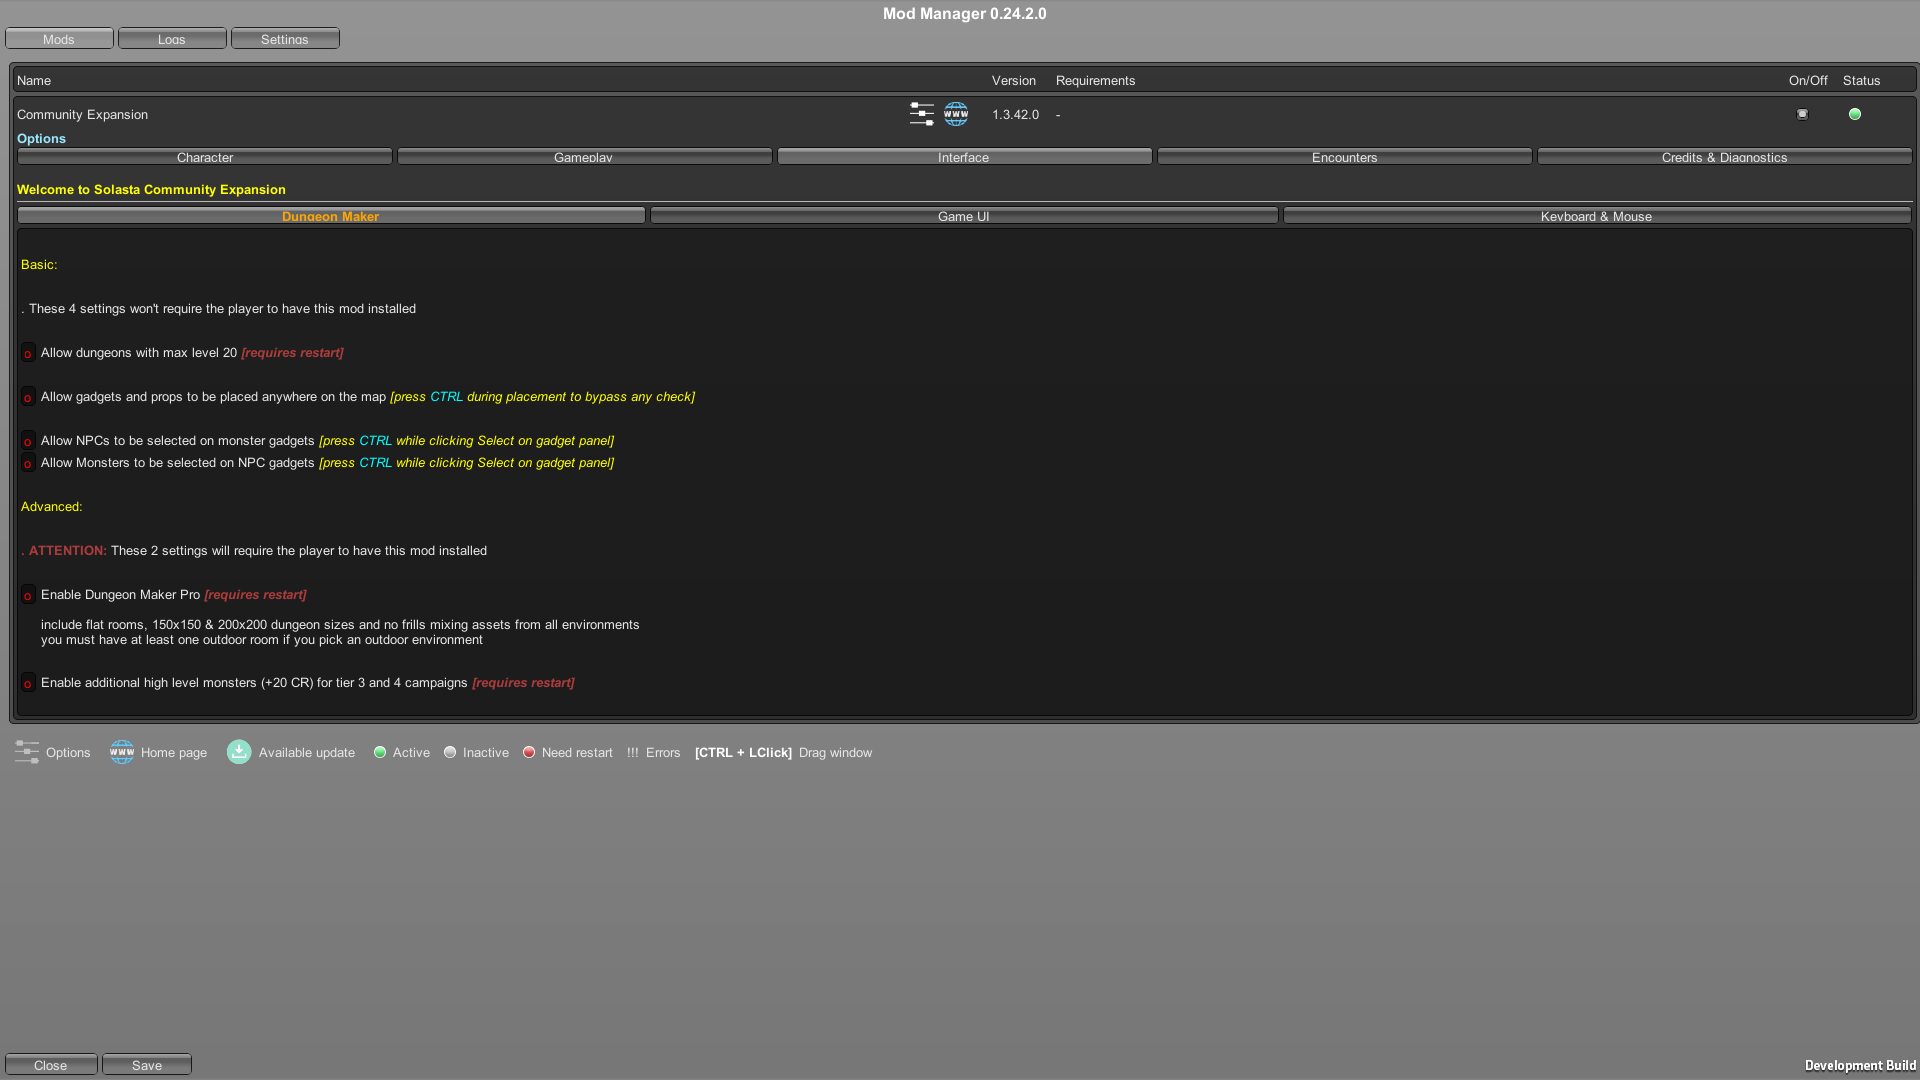 Mod Manager 0.24.2.0
Mods Logs Settings
Name Version Requirements On/Off Status
Community Expansion WWW 1.3.42.0 -
Options
Character Gameplay Interface Encounters Credits & Diagnostics
Welcome to Solasta Community Expansion
Dungeon Maker Game UI Keyboard & Mouse
Basic:
. These 4 settings won't require the player to have this mod installed
o Allow dungeons with max level 20 [requires restart]
o Allow gadgets and props to be placed anywhere on the map [press CTRL during placement to bypass any check]
o Allow NPCs to be selected on monster gadgets [press CTRL while clicking Select on gadget panel]
o Allow Monsters to be selected on NPC gadgets [press CTRL while clicking Select on gadget panel]
Advanced:
. ATTENTION: These 2 settings will require the player to have this mod installed
o Enable Dungeon Maker Pro [requires restart]
include flat rooms, 150x150 & 200x200 dungeon sizes and no frills mixing assets from all environments
you must have at least one outdoor room if you pick an outdoor environment
o Enable additional high level monsters (+20 CR) for tier 3 and 4 campaigns [requires restart]
Options WWW Home page Available update Active Inactive Need restart !!! Errors [CTRL + LClick] Drag window
Close Save
Development Build